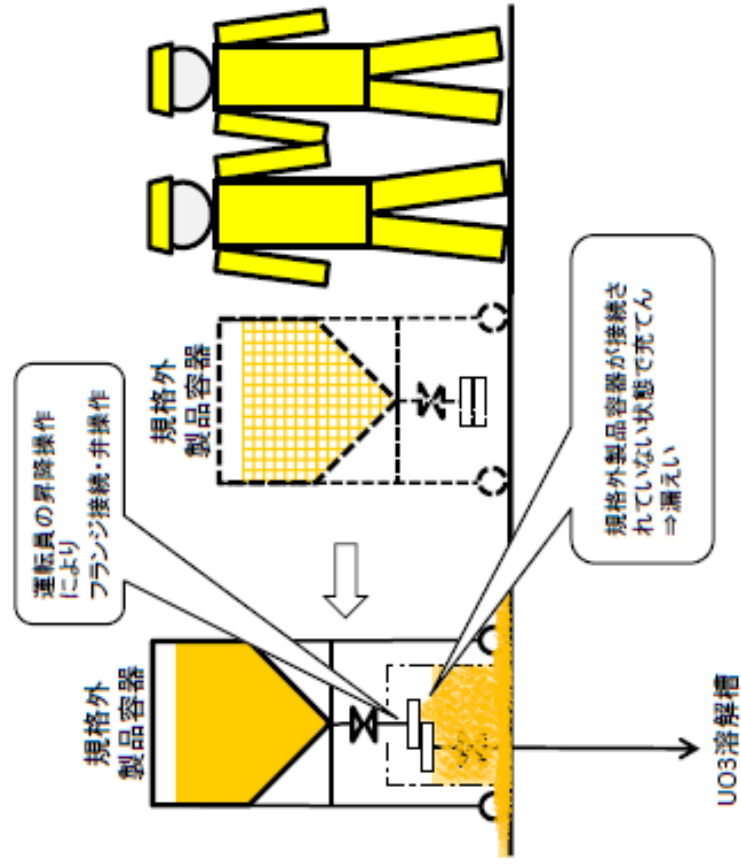 運転員の昇降操作
により
フランジ接続・弁操作
規格外
製品容器
規格外
製品容器
規格外製品容器が接続さ
れていない状態で充てん
⇒漏えい
UO3溶解槽